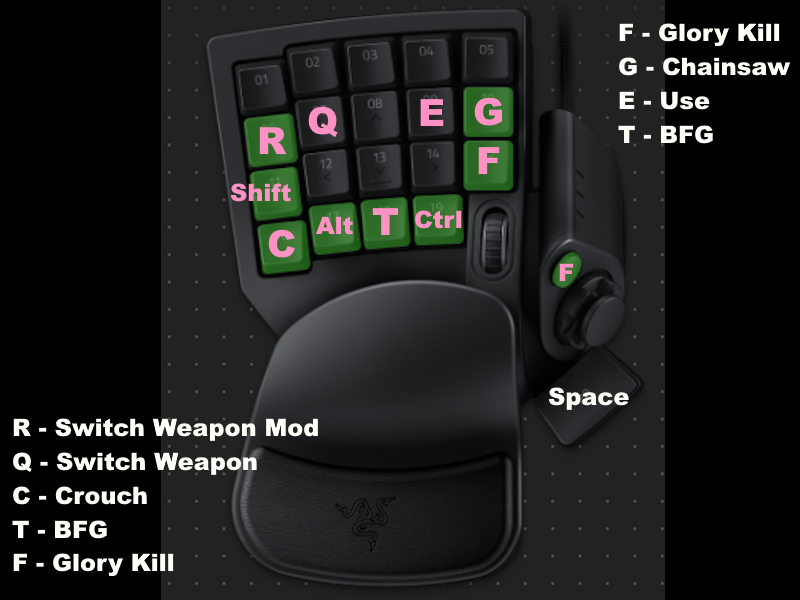 F - Glory Kill
G - Chainsaw
E - Use
T - BFG
01
02
03
04
05
R
Q
08
E
G
Shift
12
13
14
F
C
Alt
T
Ctrl
19
F
Space
R - Switch Weapon Mod
Q - Switch Weapon
C - Crouch
T - BFG
F - Glory Kill